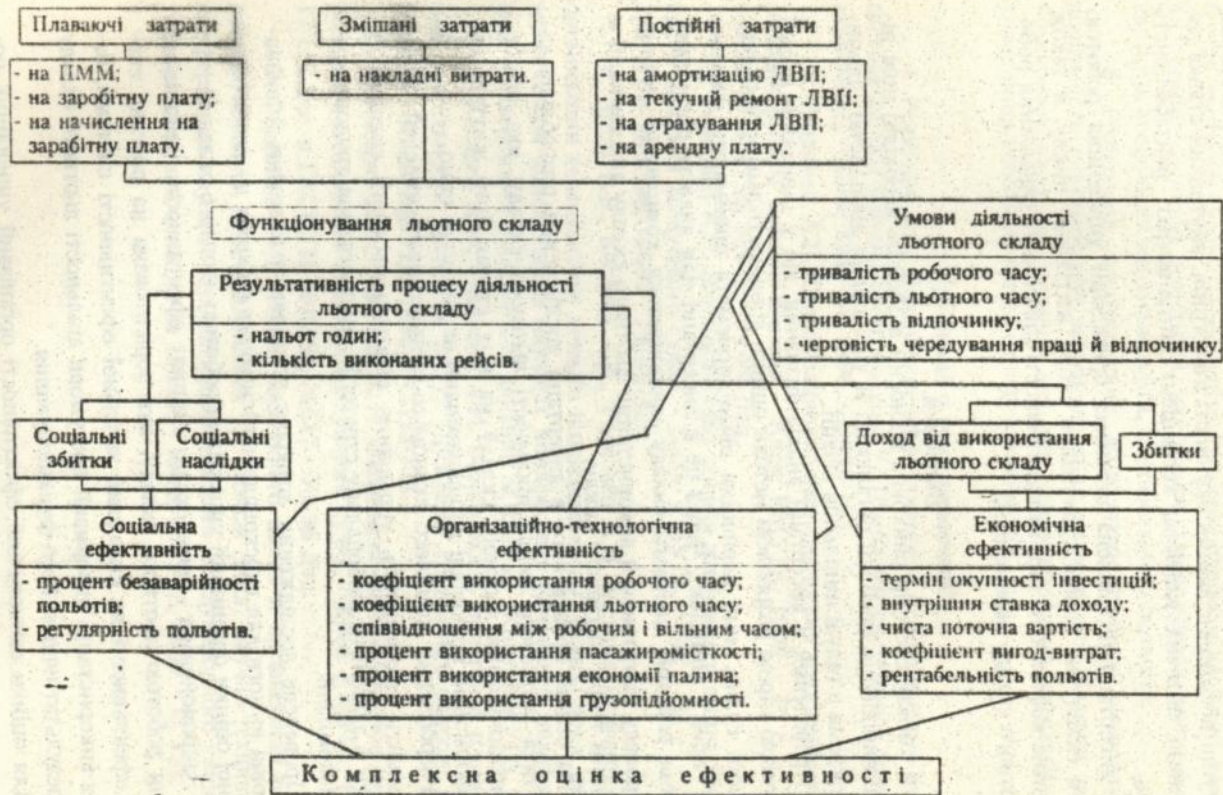 Плаваючі затрати
- на ПММ;
- на заробітну плату;
- на начислення на
зарабітну плату.
Змішані затрати
- на накладні витрати.
Постійні затрати
- на амортизацію ЛВП;
- на текучий ремонт ЛВП;
- на страхування ЛВП;
- на арендну плату.
Функціонування льотного складу
Умови діяльності
льотного складу
- тривалість робочого часу;
- тривалість льотного часу;
- тривалість відпочинку;
- черговість чередування праці й відпочинку.
Результативність процесу діяльності
льотного складу
- нальот годин;
- кількість виконаних рейсів.
Соціальні
збитки
Соціальні
наслідки
Доход від використання
льотного складу
Збитки
Соціальна
ефективність
- процент безаварійності
польотів;
- регулярність польотів.
Організаційно-технологічна
ефективність
- коефіцієнт використання робочого часу;
- коефіцієнт використання льотного часу;
- співвідношення між робочим і вільним часом;
- процент використання пасажиромісткості;
- процент використання економії палива;
- процент використання грузопідйомності.
Економічна
ефективність
- термін окупності інвестицій;
- внутрішня ставка доходу;
- чиста поточна вартість;
- коефіцієнт вигод-витрат;
- рентабельність польотів.
Комплексна оцінка ефективності